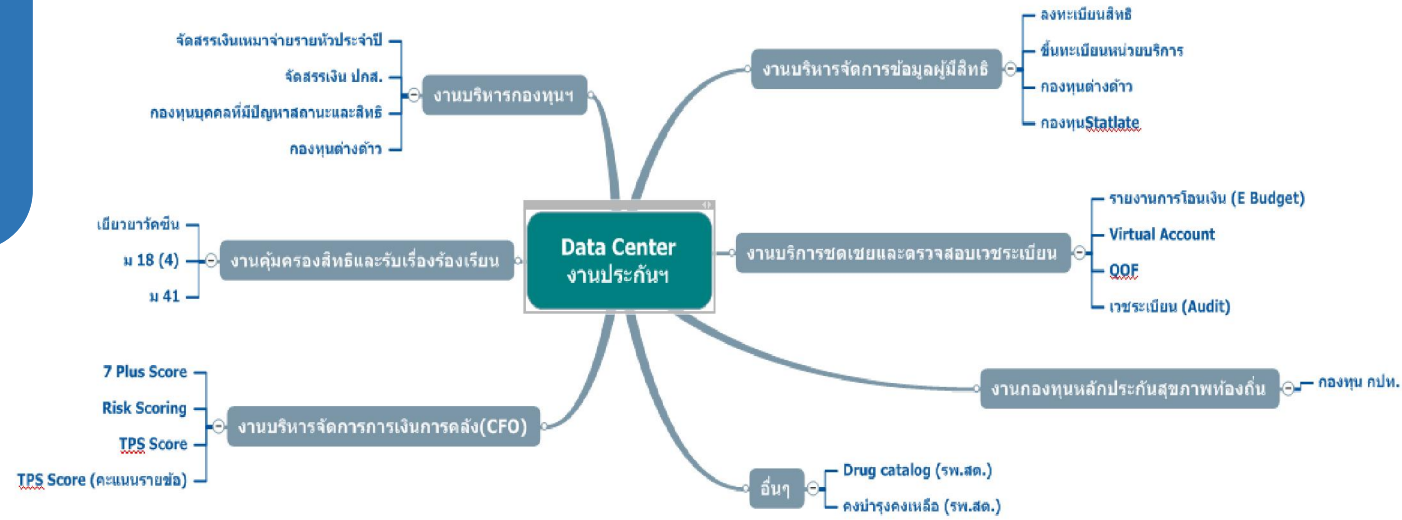 จัดสรรเงินเหมาจ่ายรายหัวประจำปี
จัดสรรเงิน ปกส.
กองทุนบุคคลที่มีปัญหาสถานะและสิทธิ
กองทุนต่างด้าว
งานบริหารกองทุนฯ
งานบริหารจัดการข้อมูลผู้มีสิทธิ
ลงทะเบียนสิทธิ
ขึ้นทะเบียนหน่วยบริการ
กองทุนต่างด้าว
กองทุนStatlate
เยียวยาวัคซีน
ม 18 (4)
ม 41
งานคุ้มครองสิทธิและรับเรื่องร้องเรียน
Data Center
งานประกันฯ
งานบริการชดเชยและตรวจสอบเวชระเบียน
รายงานการโอนเงิน (E Budget)
Virtual Account
QOF
เวชระเบียน (Audit)
7 Plus Score
Risk Scoring
TPS Score
TPS Score (คะแนนรายข้อ)
งานบริหารจัดการการเงินการคลัง(CFO)
งานกองทุนหลักประกันสุขภาพท้องถิ่น
กองทุน กปท.
อื่นๆ
Drug catalog (รพ.สต.)
คงบำรุงคงเหลือ (รพ.สต.)